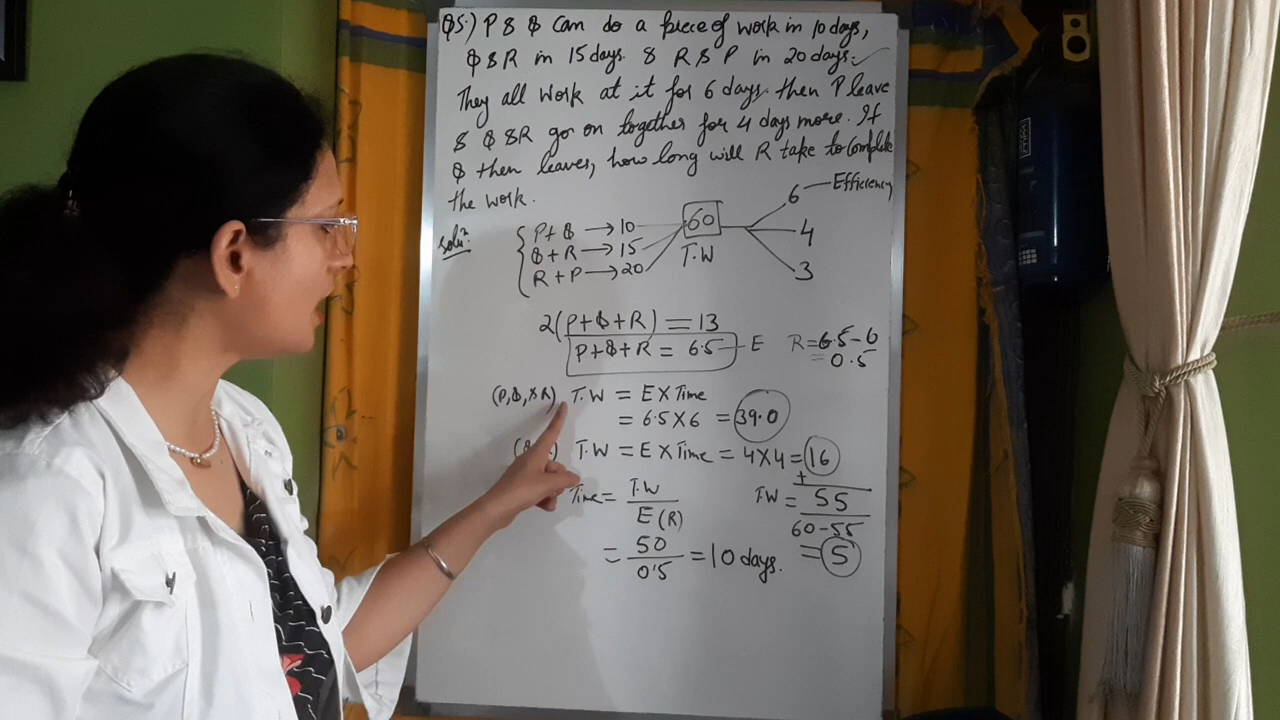 Q5.) P & Q Can do a piece of work in 10 days,
Q & R in 15 days. & R & P in 20 days.
They all work at it for 6 days. then P leave
& Q & R go on together for 4 days more. If
Q then leaves, how long will R take to Complete
the work.
Soluⁿ.
P + Q → 10
Q + R → 15
R + P → 20
60
T.W
6 — Efficiency
4
3
2(P+Q+R) = 13
P+Q+R = 6.5 — E
R = 6.5 - 6
= 0.5
(P,Q, & R) T.W = E X Time
= 6.5 X 6 = 39.0
T.W = E X Time = 4 X 4 = 16
+
T.W = 55
60 - 55
= 5
Time = T.W / E (R)
= 50 / 0.5 = 10 days.